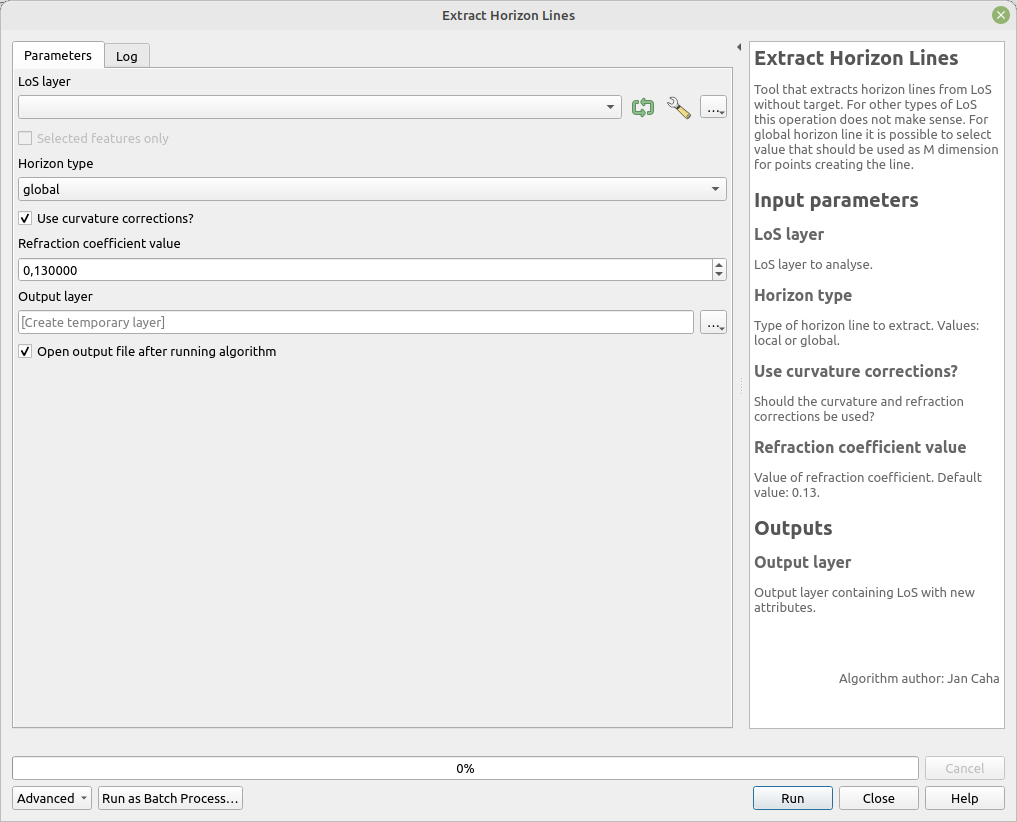 Extract Horizon Lines
Parameters
Log
LoS layer
...
Selected features only
Horizon type
global
Use curvature corrections?
Refraction coefficient value
0,130000
Output layer
[Create temporary layer]
...
Open output file after running algorithm
Extract Horizon Lines
Tool that extracts horizon lines from LoS
without target. For other types of LoS
this operation does not make sense. For
global horizon line it is possible to select
value that should be used as M dimension
for points creating the line.
Input parameters
LoS layer
LoS layer to analyse.
Horizon type
Type of horizon line to extract. Values:
local or global.
Use curvature corrections?
Should the curvature and refraction
corrections be used?
Refraction coefficient value
Value of refraction coefficient. Default
value: 0.13.
Outputs
Output layer
Output layer containing LoS with new
attributes.
Algorithm author: Jan Caha
0%
Cancel
Advanced
Run as Batch Process…
Run
Close
Help